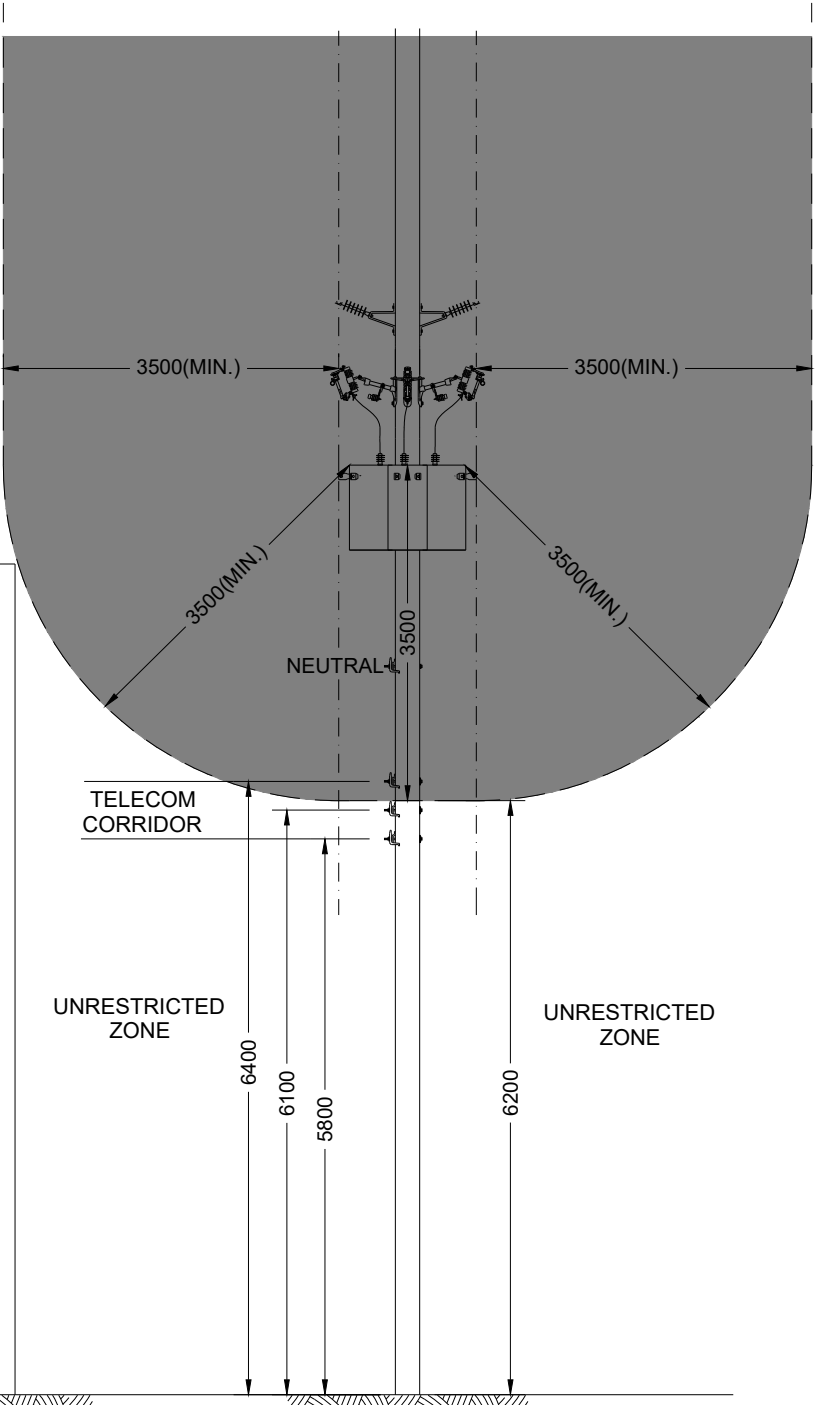 3500(MIN.)
3500(MIN.)
3500(MIN.)
3500(MIN.)
3500
NEUTRAL
TELECOM
CORRIDOR
UNRESTRICTED
ZONE
UNRESTRICTED
ZONE
6400
6100
5800
6200